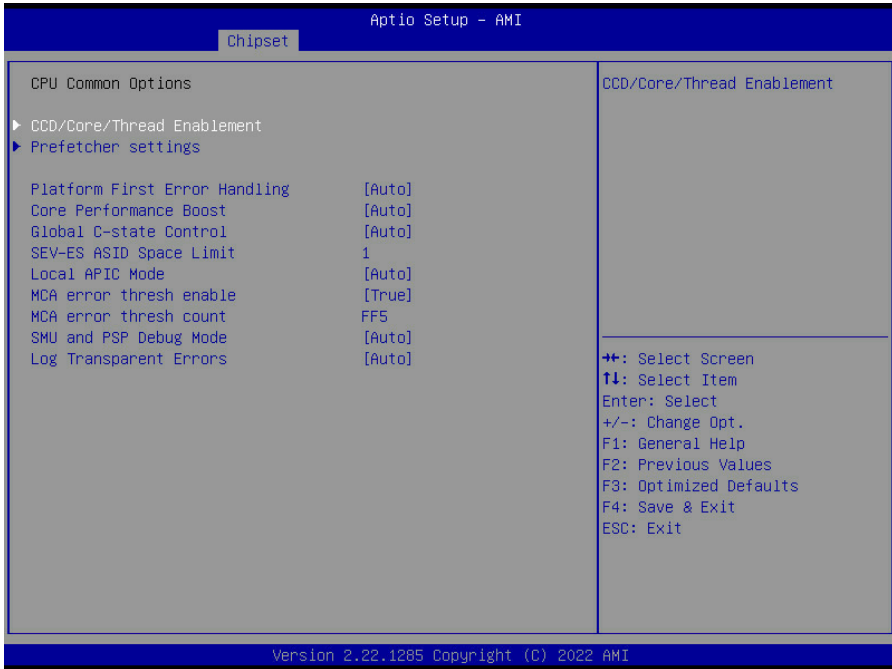 Aptio Setup – AMI
Chipset
CPU Common Options
CCD/Core/Thread Enablement
Prefetcher settings
Platform First Error Handling [Auto]
Core Performance Boost [Auto]
Global C-state Control [Auto]
SEV-ES ASID Space Limit 1
Local APIC Mode [Auto]
MCA error thresh enable [True]
MCA error thresh count FF5
SMU and PSP Debug Mode [Auto]
Log Transparent Errors [Auto]
CCD/Core/Thread Enablement
→←: Select Screen
↑↓: Select Item
Enter: Select
+/-: Change Opt.
F1: General Help
F2: Previous Values
F3: Optimized Defaults
F4: Save & Exit
ESC: Exit
Version 2.22.1285 Copyright (C) 2022 AMI